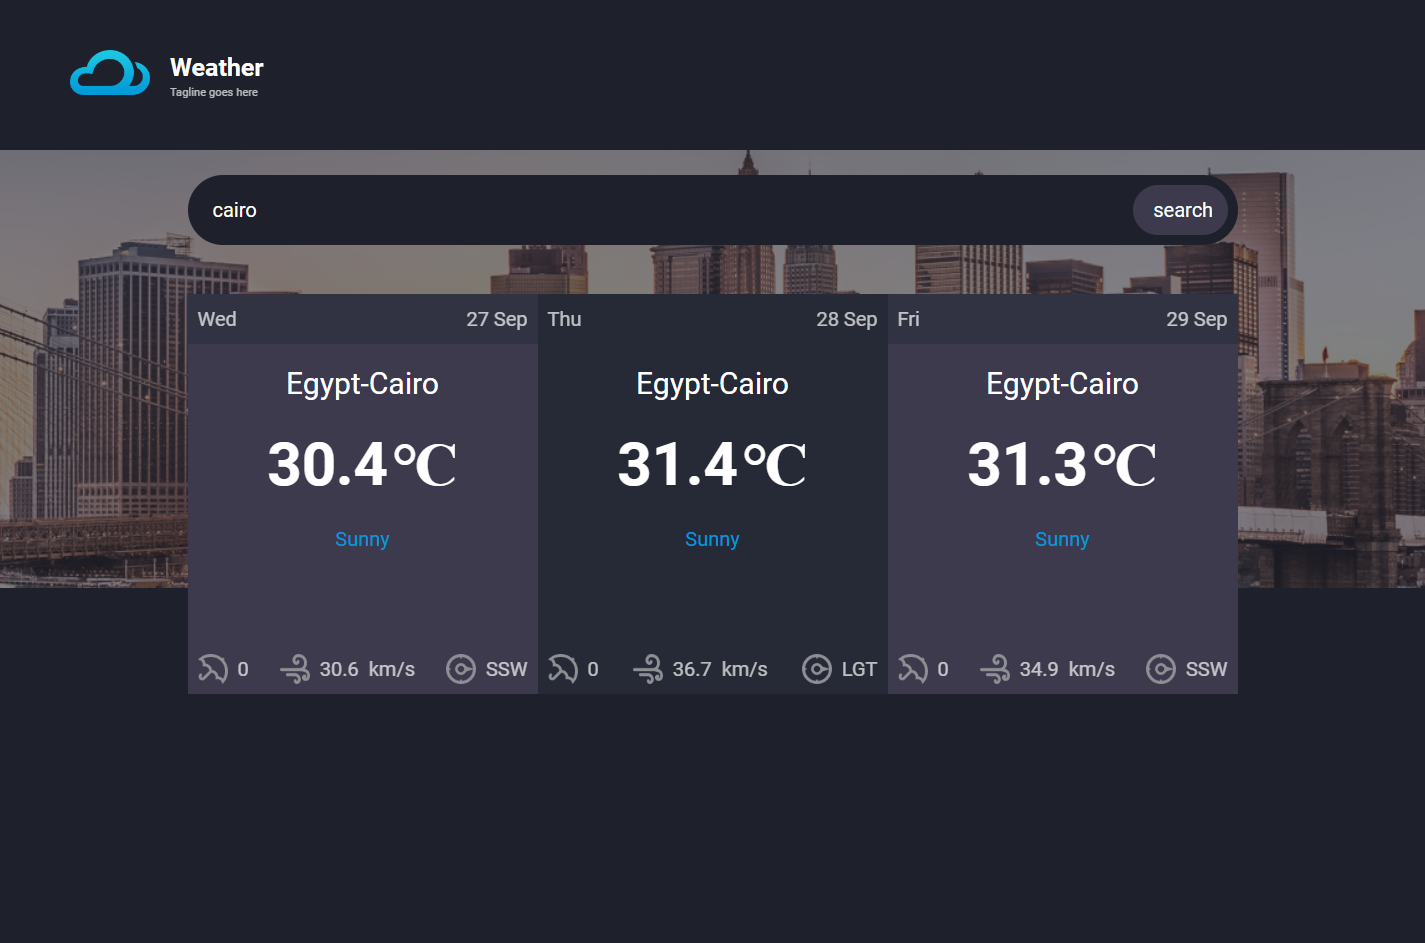 Weather
Tagline goes here
cairo
search
Wed 27 Sep
Egypt-Cairo
30.4℃
Sunny
0 30.6 km/s SSW
Thu 28 Sep
Egypt-Cairo
31.4℃
Sunny
0 36.7 km/s LGT
Fri 29 Sep
Egypt-Cairo
31.3℃
Sunny
0 34.9 km/s SSW